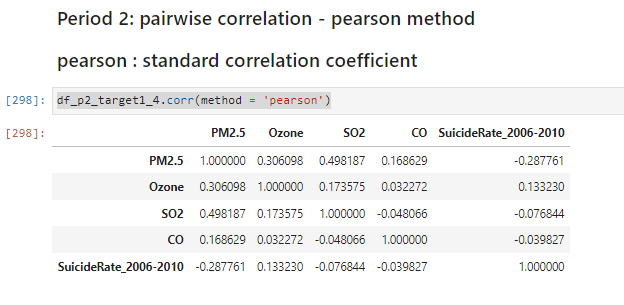 Period 2: pairwise correlation - pearson method
pearson : standard correlation coefficient
[298]: df_p2_target1_4.corr(method = 'pearson')
[298]: PM2.5 Ozone SO2 CO SuicideRate_2006-2010
PM2.5 1.000000 0.306098 0.498187 0.168629 -0.287761
Ozone 0.306098 1.000000 0.173575 0.032272 0.133230
SO2 0.498187 0.173575 1.000000 -0.048066 -0.076844
CO 0.168629 0.032272 -0.048066 1.000000 -0.039827
SuicideRate_2006-2010 -0.287761 0.133230 -0.076844 -0.039827 1.000000